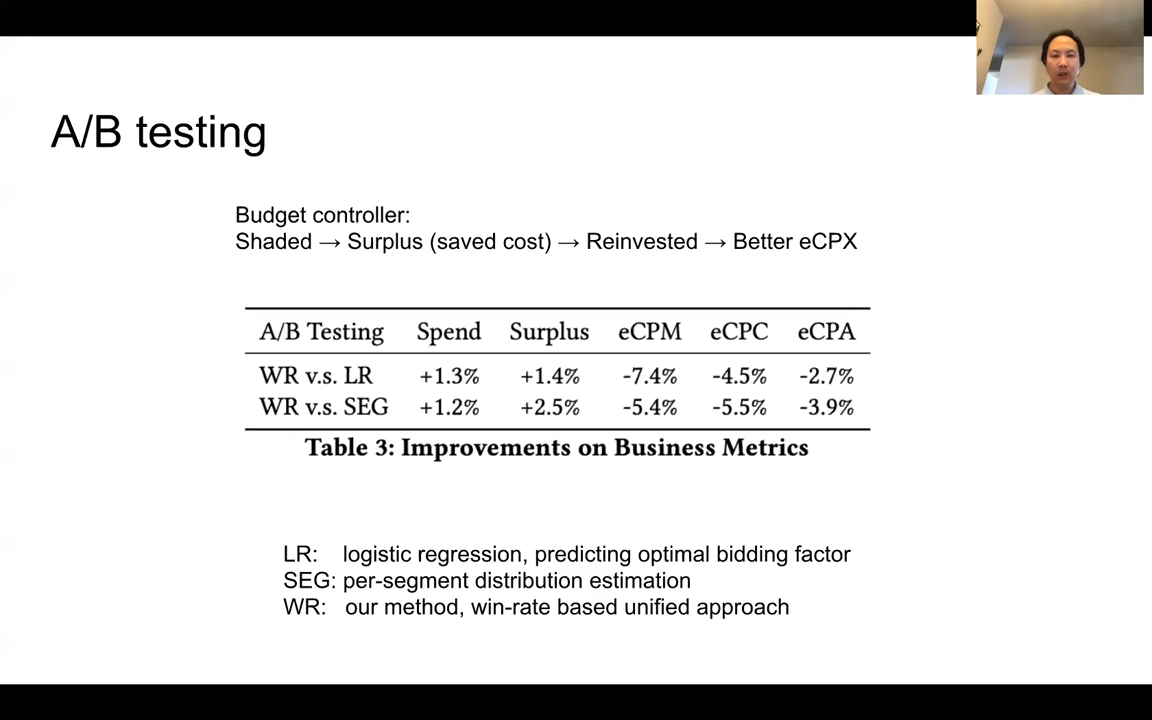 A/B testing
Budget controller:
Shaded → Surplus (saved cost) → Reinvested → Better eCPX
A/B Testing Spend Surplus eCPM eCPC eCPA
WR v.s. LR +1.3% +1.4% -7.4% -4.5% -2.7%
WR v.s. SEG +1.2% +2.5% -5.4% -5.5% -3.9%
Table 3: Improvements on Business Metrics
LR: logistic regression, predicting optimal bidding factor
SEG: per-segment distribution estimation
WR: our method, win-rate based unified approach